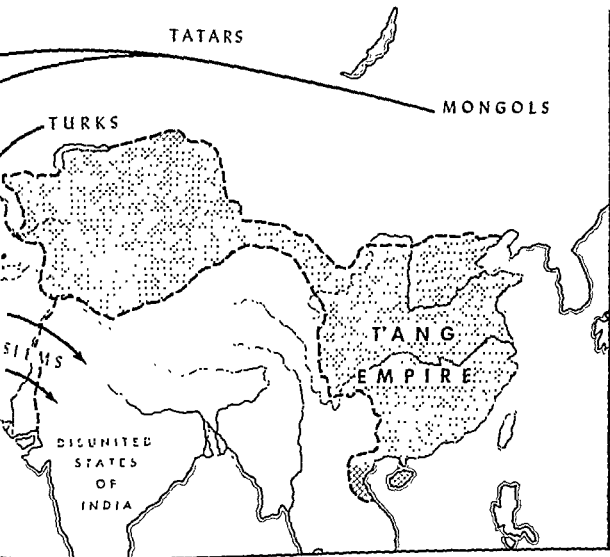 TATARS
MONGOLS
TURKS
T'ANG
EMPIRE
DISUNITED
STATES
OF
INDIA